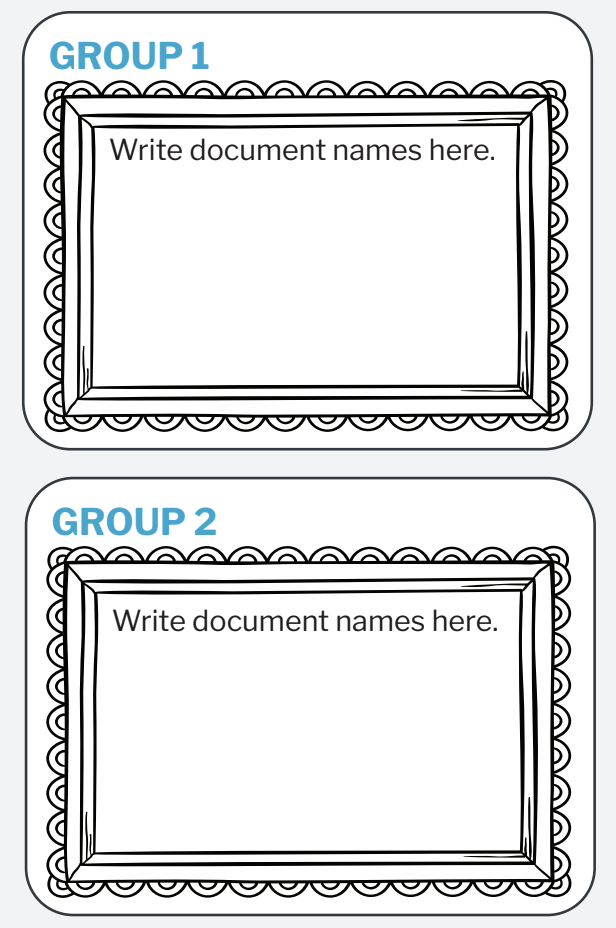 GROUP 1
Write document names here.
GROUP 2
Write document names here.